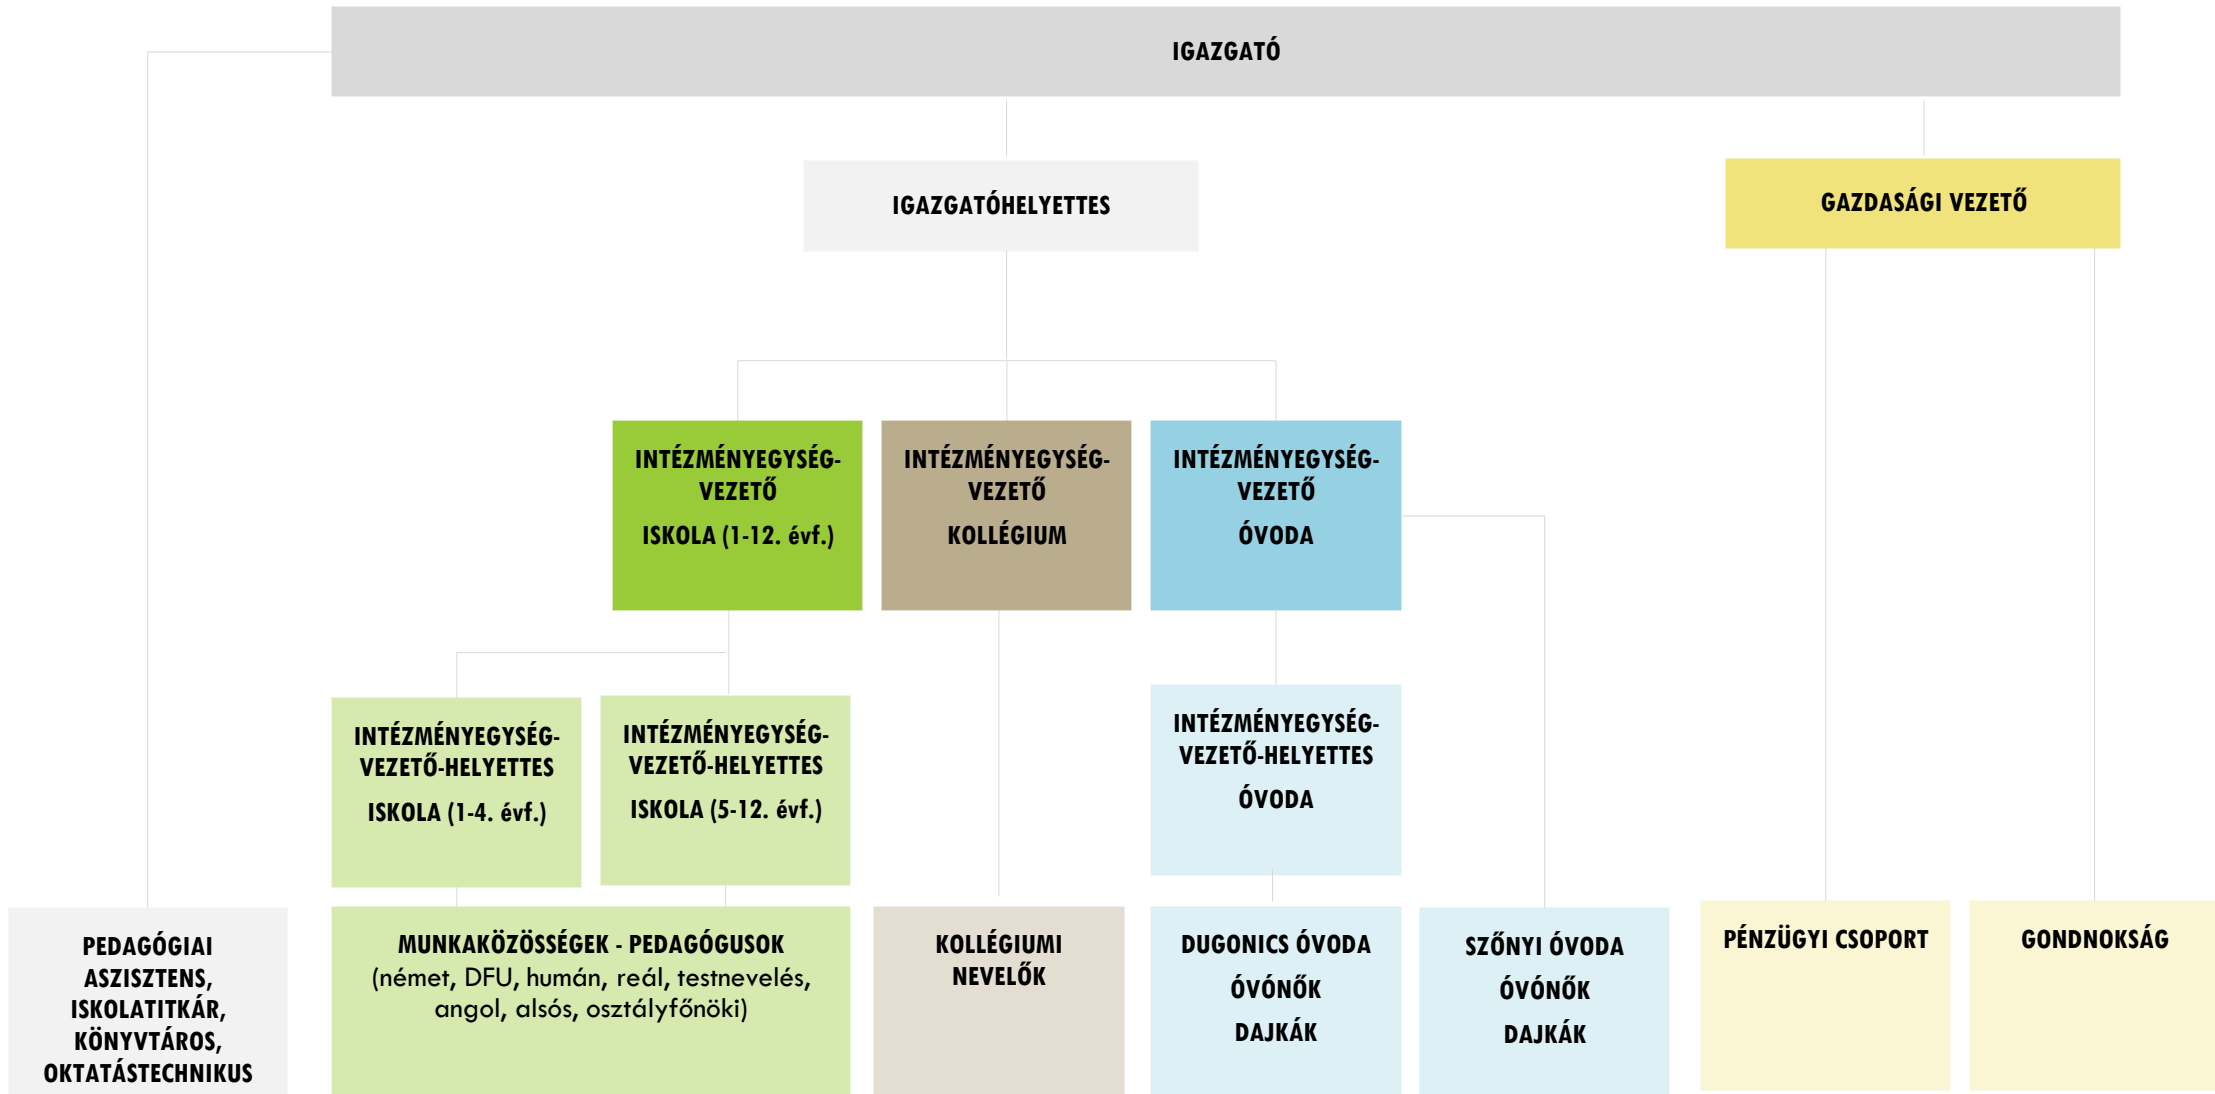 IGAZGATÓ
IGAZGATÓHELYETTES
GAZDASÁGI VEZETŐ
INTÉZMÉNYEGYSÉG-
VEZETŐ
ISKOLA (1-12. évf.)
INTÉZMÉNYEGYSÉG-
VEZETŐ
KOLLÉGIUM
INTÉZMÉNYEGYSÉG-
VEZETŐ
ÓVODA
INTÉZMÉNYEGYSÉG-
VEZETŐ-HELYETTES
ISKOLA (1-4. évf.)
INTÉZMÉNYEGYSÉG-
VEZETŐ-HELYETTES
ISKOLA (5-12. évf.)
INTÉZMÉNYEGYSÉG-
VEZETŐ-HELYETTES
ÓVODA
PEDAGÓGIAI
ASZISZTENS,
ISKOLATITKÁR,
KÖNYVTÁROS,
OKTATÁSTECHNIKUS
MUNKAKÖZÖSSÉGEK - PEDAGÓGUSOK
(német, DFU, humán, reál, testnevelés,
angol, alsós, osztályfőnöki)
KOLLÉGIUMI
NEVELŐK
DUGONICS ÓVODA
ÓVÓNŐK
DAJKÁK
SZŐNYI ÓVODA
ÓVÓNŐK
DAJKÁK
PÉNZÜGYI CSOPORT
GONDNOKSÁG